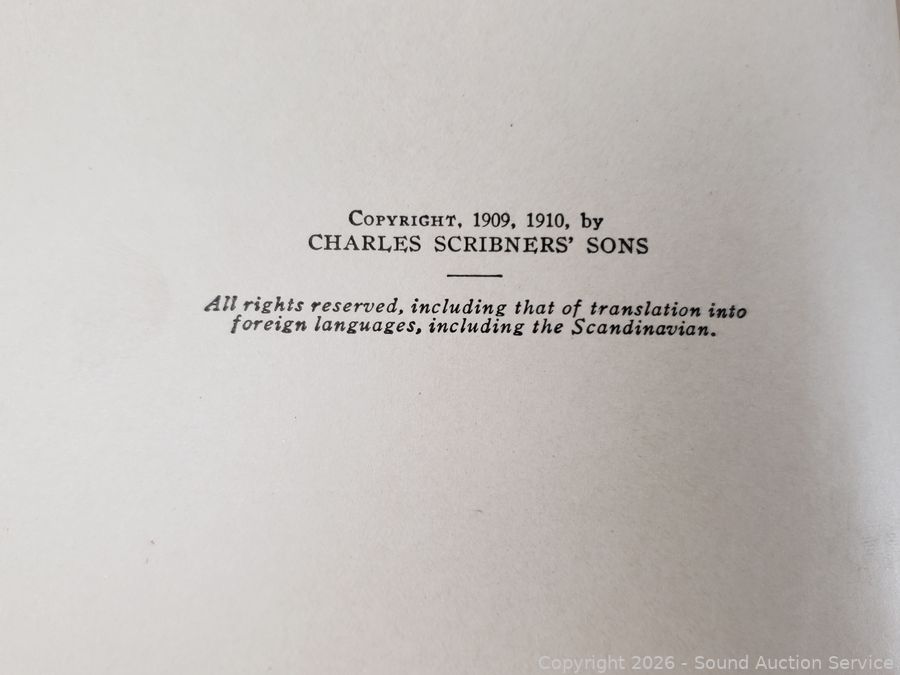 Copyright, 1909, 1910, by
CHARLES SCRIBNERS' SONS
All rights reserved, including that of translation into
foreign languages, including the Scandinavian.
Copyright 2026 - Sound Auction Service